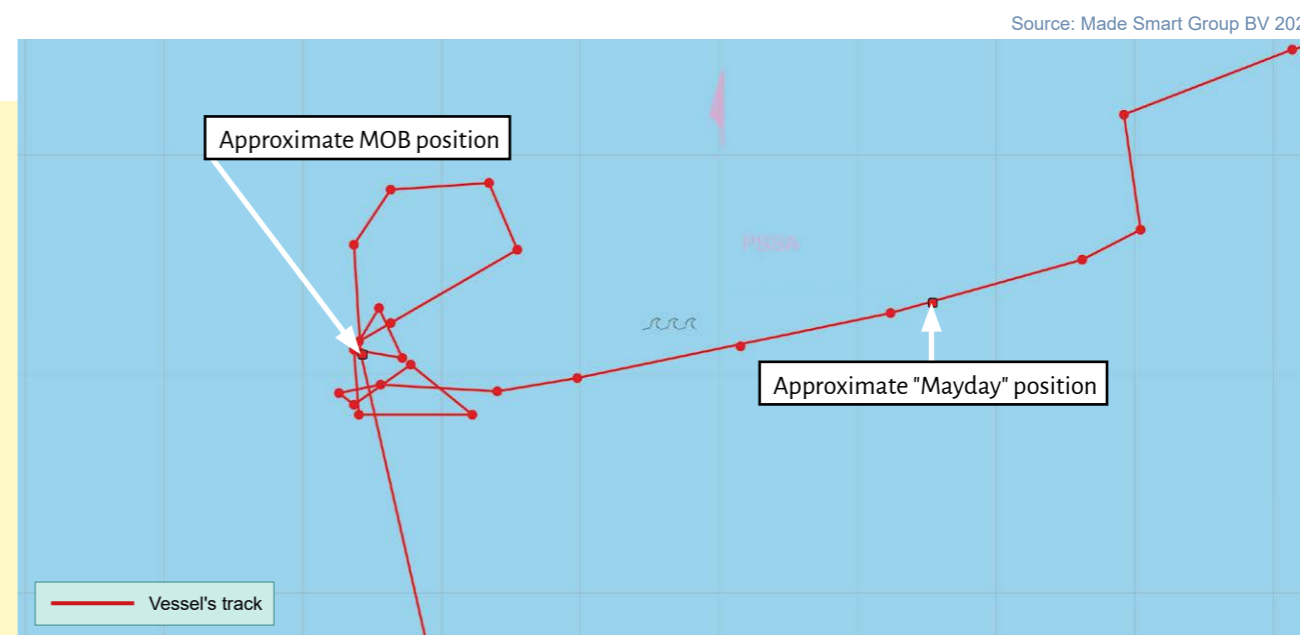 Source: Made Smart Group BV 202
Approximate MOB position
Approximate "Mayday" position
Vessel's track